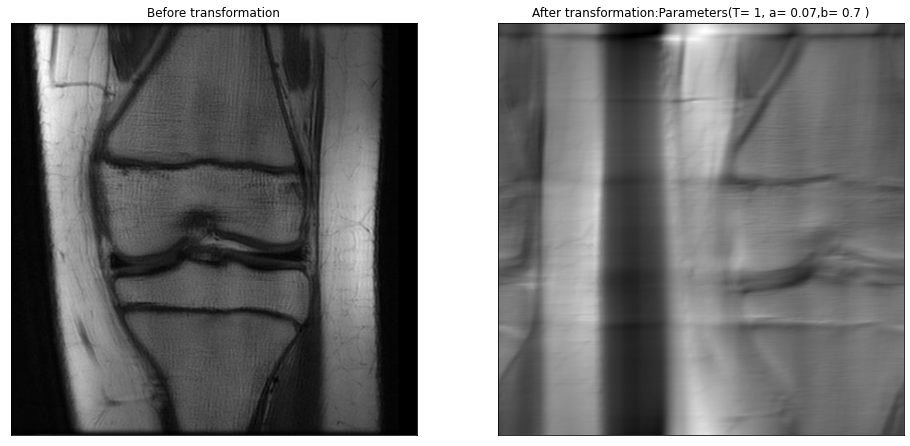 Before transformation
After transformation:Parameters(T= 1, a= 0.07,b= 0.7 )